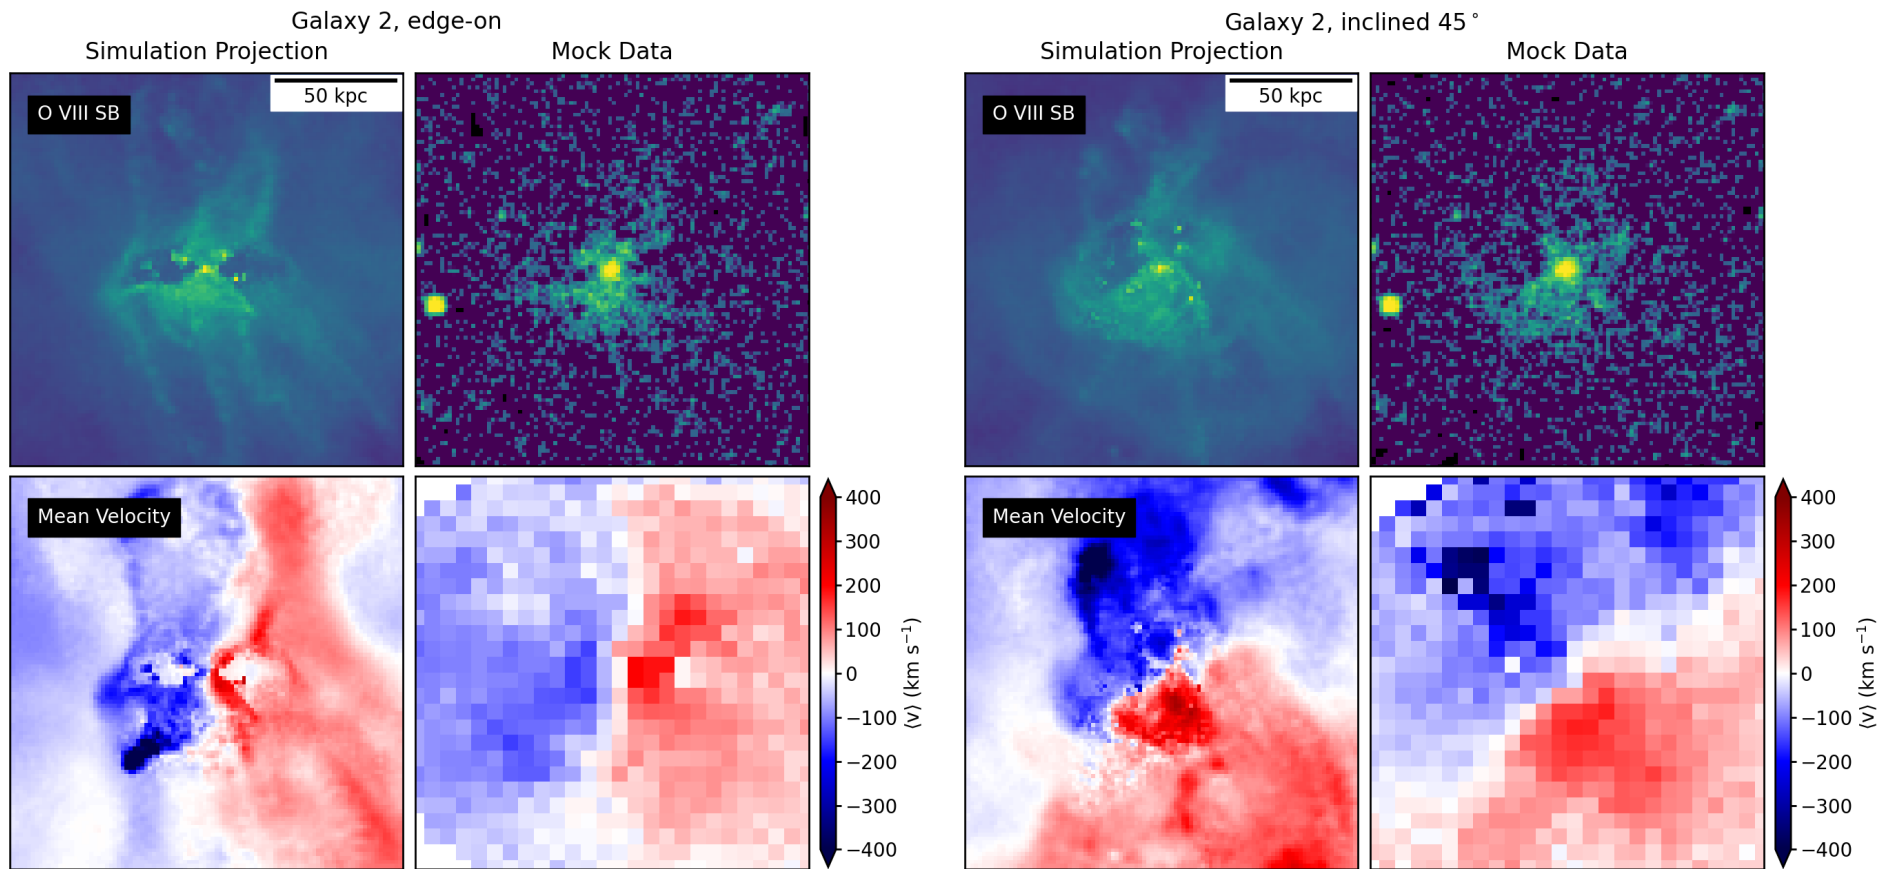 Galaxy 2, edge-on
Simulation Projection
Mock Data
O VIII SB
50 kpc
Mean Velocity
400
300
200
100
0
−100
−200
−300
−400
⟨v⟩ (km s⁻¹)
Galaxy 2, inclined 45°
Simulation Projection
Mock Data
O VIII SB
50 kpc
Mean Velocity
400
300
200
100
0
−100
−200
−300
−400
⟨v⟩ (km s⁻¹)